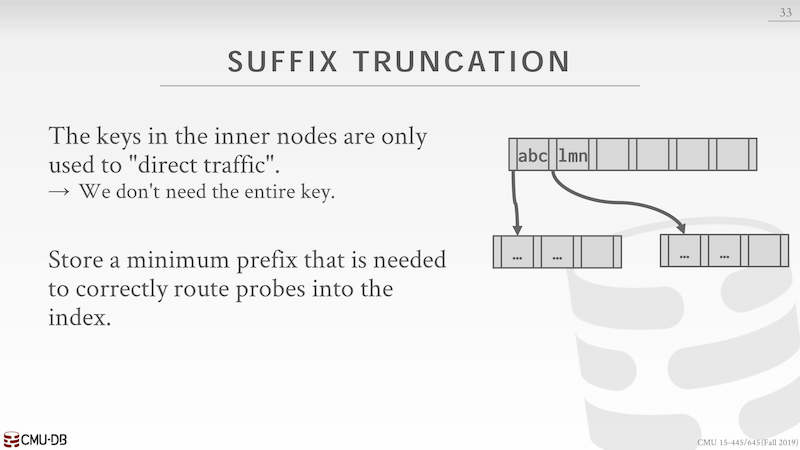 33
SUFFIX TRUNCATION
The keys in the inner nodes are only
used to "direct traffic".
→ We don't need the entire key.
Store a minimum prefix that is needed
to correctly route probes into the
index.
abc lmn
... ... ... ...
CMU·DB
CMU 15-445/645 (Fall 2019)